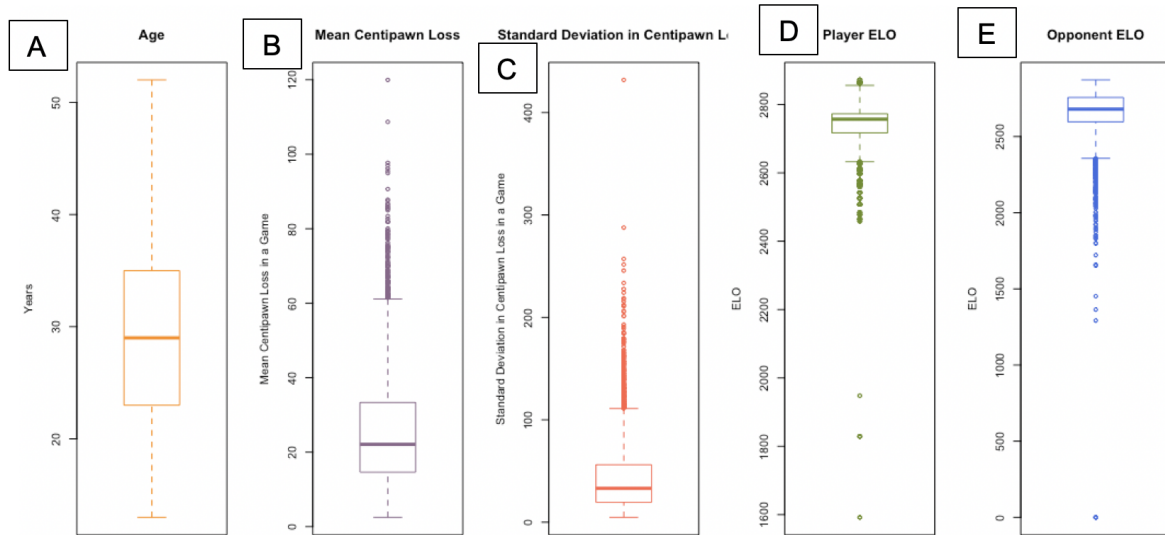 A
Age
Years
50
40
30
20
B
Mean Centipawn Loss
Mean Centipawn Loss in a Game
120
100
80
60
40
20
0
C
Standard Deviation in Centipawn L
Standard Deviation in Centipawn Loss in a Game
400
300
200
100
0
D
Player ELO
ELO
2800
2600
2400
2200
2000
1800
1600
E
Opponent ELO
ELO
2500
2000
1500
1000
500
0